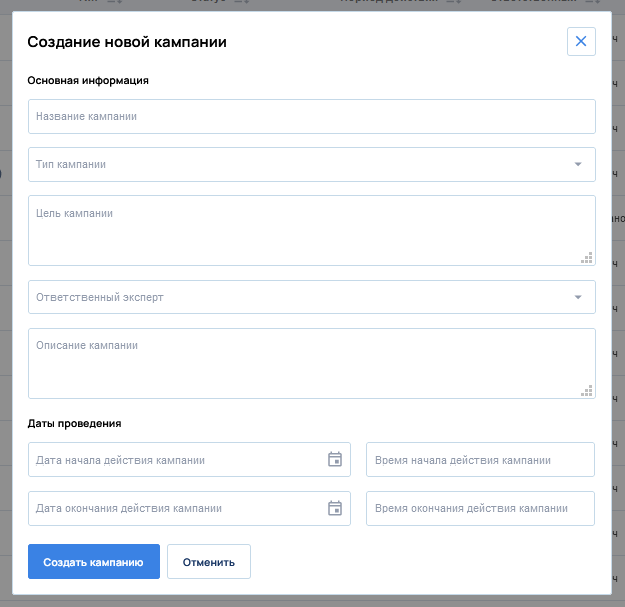 Создание новой кампании
Основная информация
Название кампании
Тип кампании
Цель кампании
Ответственный эксперт
Описание кампании
Даты проведения
Дата начала действия кампании
Время начала действия кампании
Дата окончания действия кампании
Время окончания действия кампании
Создать кампанию
Отменить